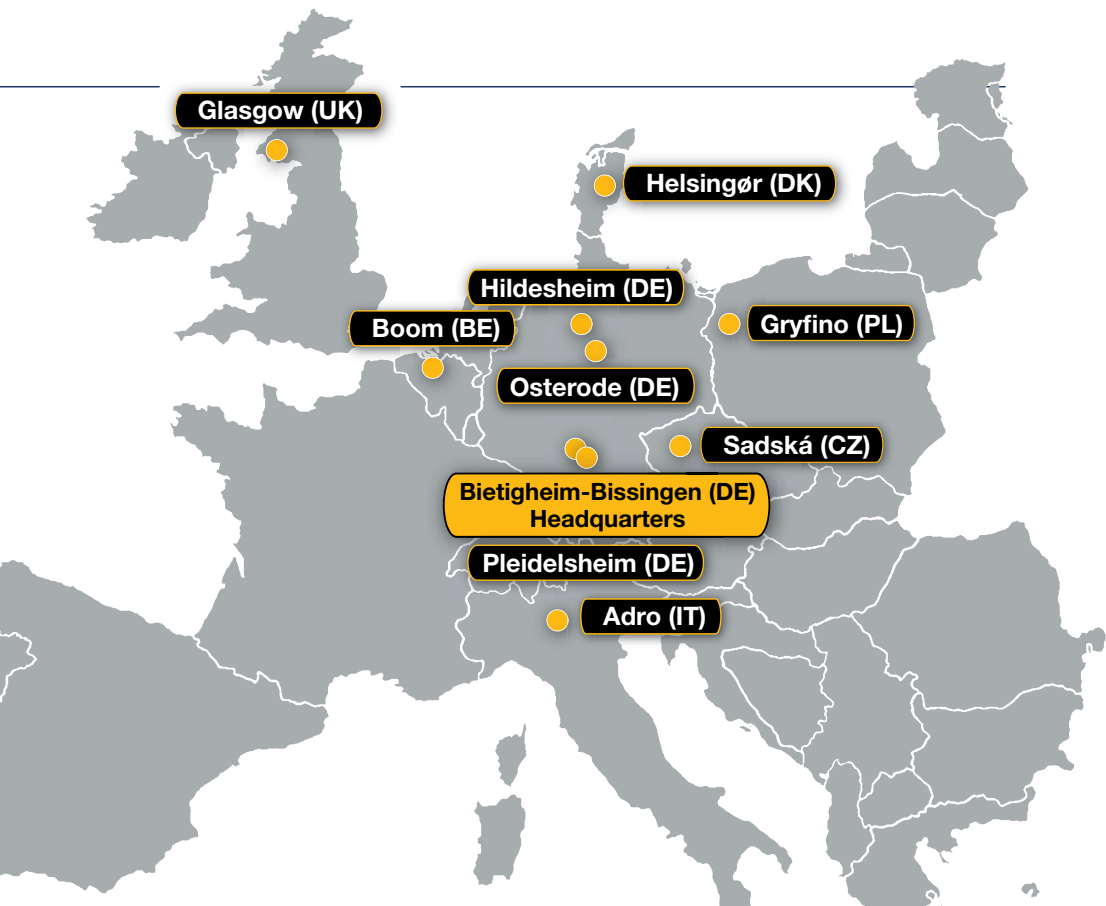 Glasgow (UK)
Helsingør (DK)
Hildesheim (DE)
Boom (BE)
Gryfino (PL)
Osterode (DE)
Sadská (CZ)
Bietigheim-Bissingen (DE)
Headquarters
Pleidelsheim (DE)
Adro (IT)